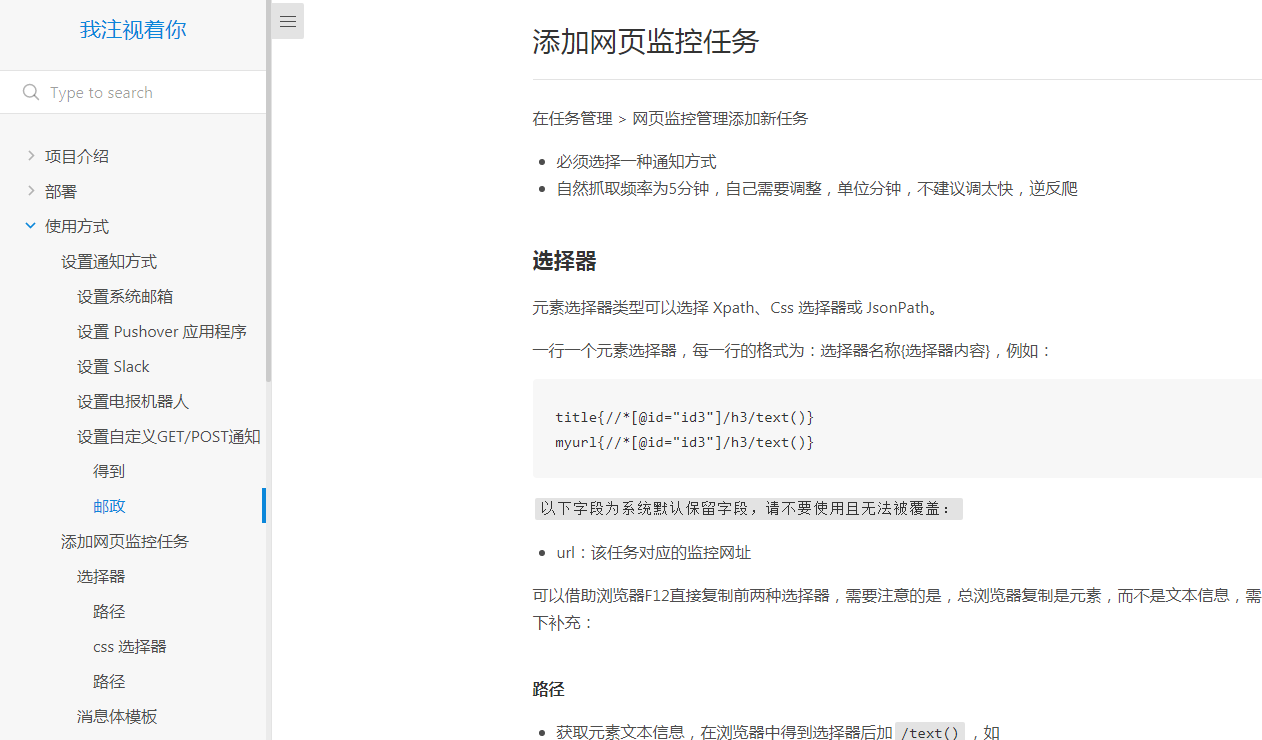 我注视着你
Type to search
项目介绍
部署
使用方式
设置通知方式
设置系统邮箱
设置 Pushover 应用程序
设置 Slack
设置电报机器人
设置自定义GET/POST通知
得到
邮政
添加网页监控任务
选择器
路径
css 选择器
路径
消息体模板
添加网页监控任务
在任务管理 > 网页监控管理添加新任务
必须选择一种通知方式
自然抓取频率为5分钟，自己需要调整，单位分钟，不建议调太快，逆反爬
选择器
元素选择器类型可以选择 Xpath、Css 选择器或 JsonPath。
一行一个元素选择器，每一行的格式为：选择器名称{选择器内容}，例如：
title{//*[@id="id3"]/h3/text()}
myurl{//*[@id="id3"]/h3/text()}
以下字段为系统默认保留字段，请不要使用且无法被覆盖：
url：该任务对应的监控网址
可以借助浏览器F12直接复制前两种选择器，需要注意的是，总浏览器复制是元素，而不是文本信息，需
下补充：
路径
获取元素文本信息，在浏览器中得到选择器后加 /text() ，如